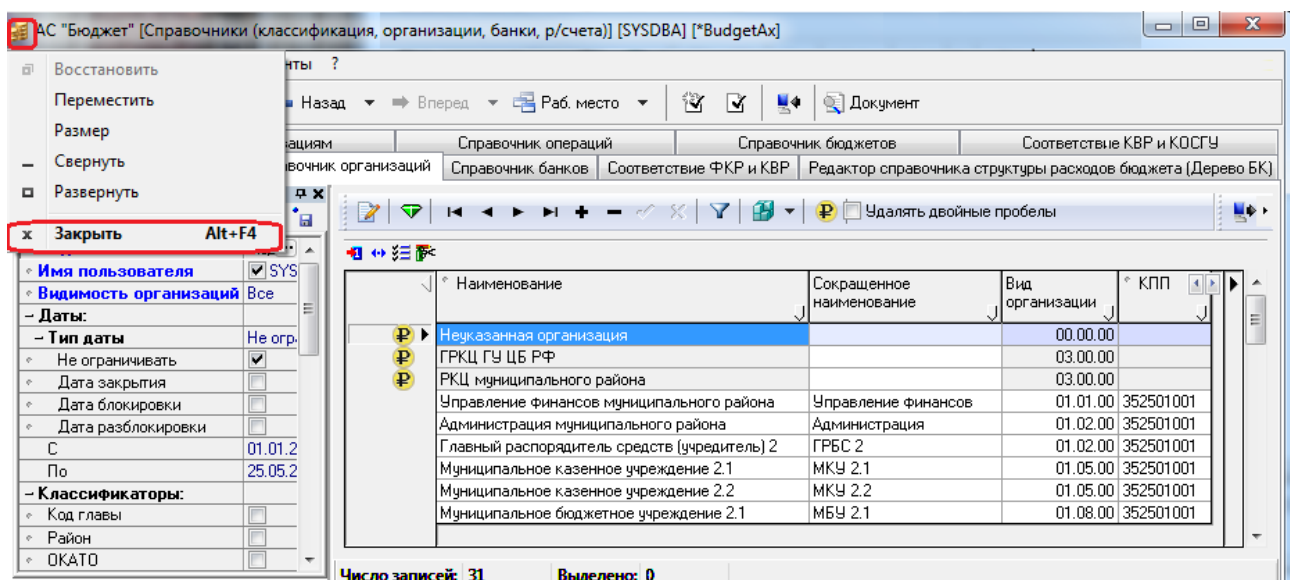 АС "Бюджет" [Справочники (классификация, организации, банки, р/счета)] [SYSDBA] [*BudgetAx]
Восстановить
Переместить
Размер
Свернуть
Развернуть
Закрыть Alt+F4
нты ?
Назад Вперед Раб. место Документ
ациям Справочник операций Справочник бюджетов Соответствие КВР и КОСГУ
вочник организаций Справочник банков Соответствие ФКР и КВР Редактор справочника структуры расходов бюджета (Дерево БК)
Удалять двойные пробелы
Имя пользователя SYS
Видимость организаций Все
Даты:
Тип даты Не огр
Не ограничивать
Дата закрытия
Дата блокировки
Дата разблокировки
С 01.01.2
По 25.05.2
Классификаторы:
Код главы
Район
ОКАТО
Наименование Сокращенное наименование Вид организации КПП
Неуказанная организация 00.00.00
ГРКЦ ГУ ЦБ РФ 03.00.00
РКЦ муниципального района 03.00.00
Управление финансов муниципального района Управление финансов 01.01.00 352501001
Администрация муниципального района Администрация 01.02.00 352501001
Главный распорядитель средств (учредитель) 2 ГРБС 2 01.02.00 352501001
Муниципальное казенное учреждение 2.1 МКУ 2.1 01.05.00 352501001
Муниципальное казенное учреждение 2.2 МКУ 2.2 01.05.00 352501001
Муниципальное бюджетное учреждение 2.1 МБУ 2.1 01.08.00 352501001
Число записей: 31 Выделено: 0